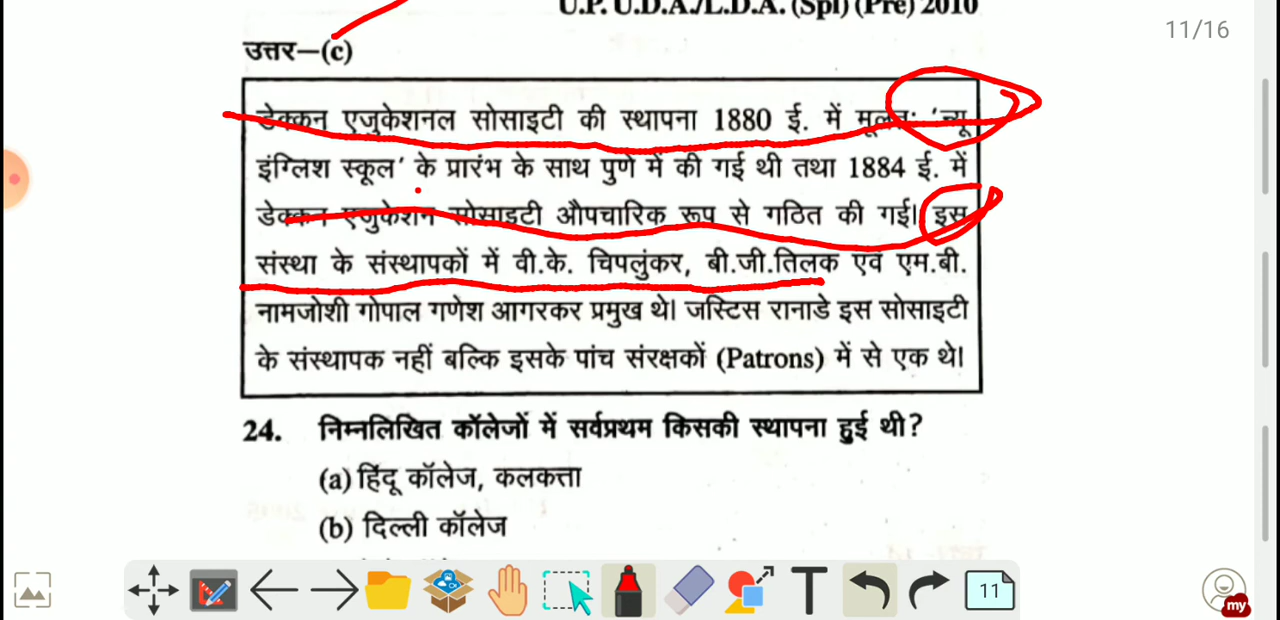 U.P. U.D.A./L.D.A. (Spl) (Pre) 2010
11/16
उत्तर–(c)
डेक्कन एजुकेशनल सोसाइटी की स्थापना 1880 ई. में मूलतः 'न्यू
इंग्लिश स्कूल' के प्रारंभ के साथ पुणे में की गई थी तथा 1884 ई. में
डेक्कन एजुकेशन सोसाइटी औपचारिक रूप से गठित की गई। इस
संस्था के संस्थापकों में वी.के. चिपलुंकर, बी.जी.तिलक एवं एम.बी.
नामजोशी गोपाल गणेश आगरकर प्रमुख थे। जस्टिस रानाडे इस सोसाइटी
के संस्थापक नहीं बल्कि इसके पांच संरक्षकों (Patrons) में से एक थे।
24. निम्नलिखित कॉलेजों में सर्वप्रथम किसकी स्थापना हुई थी?
(a) हिंदू कॉलेज, कलकत्ता
(b) दिल्ली कॉलेज
T
11
my